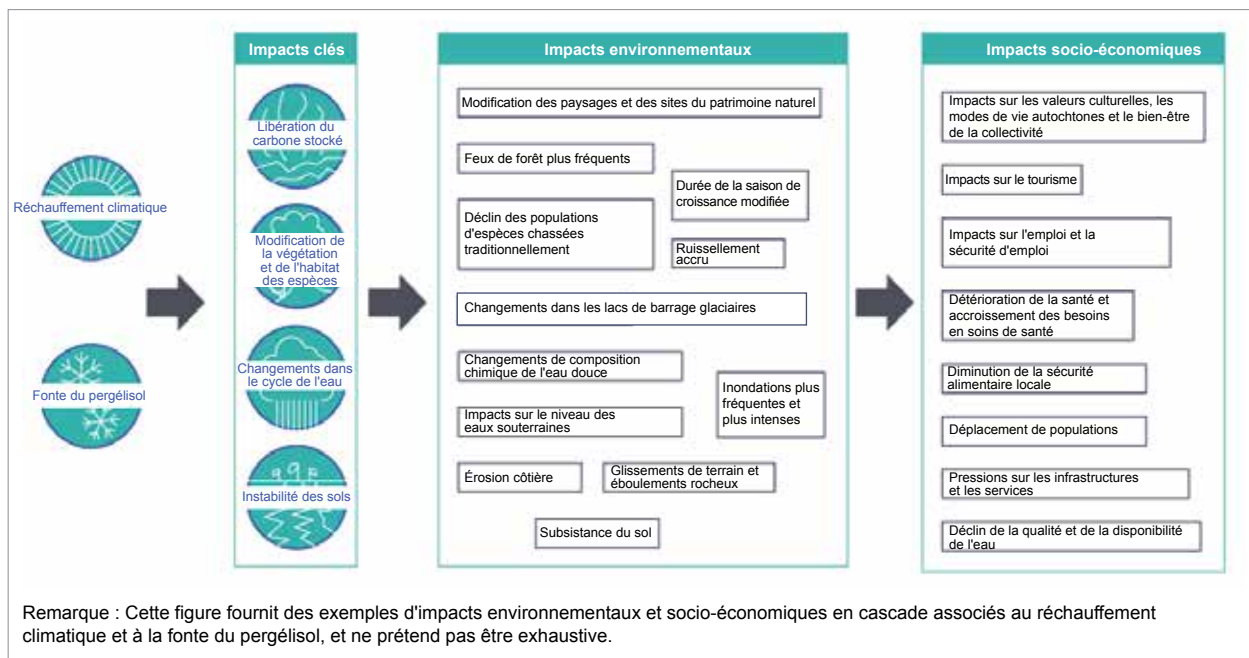 Impacts clés
Impacts environnementaux
Impacts socio-économiques
Réchauffement climatique
Fonte du pergélisol
Libération du
carbone stocké
Modification de
la végétation
et de l'habitat
des espèces
Changements dans
le cycle de l'eau
Instabilité des sols
Modification des paysages et des sites du patrimoine naturel
Feux de forêt plus fréquents
Durée de la saison de
croissance modifiée
Déclin des populations
d'espèces chassées
traditionnellement
Ruissellement
accru
Changements dans les lacs de barrage glaciaires
Changements de composition
chimique de l'eau douce
Inondations plus
fréquentes et
plus intenses
Impacts sur le niveau des
eaux souterraines
Érosion côtière
Glissements de terrain et
éboulements rocheux
Subsistance du sol
Impacts sur les valeurs culturelles, les
modes de vie autochtones et le bien-être
de la collectivité
Impacts sur le tourisme
Impacts sur l'emploi et la
sécurité d'emploi
Détérioration de la santé et
accroissement des besoins
en soins de santé
Diminution de la sécurité
alimentaire locale
Déplacement de populations
Pressions sur les infrastructures
et les services
Déclin de la qualité et de la disponibilité
de l'eau
Remarque : Cette figure fournit des exemples d'impacts environnementaux et socio-économiques en cascade associés au réchauffement
climatique et à la fonte du pergélisol, et ne prétend pas être exhaustive.